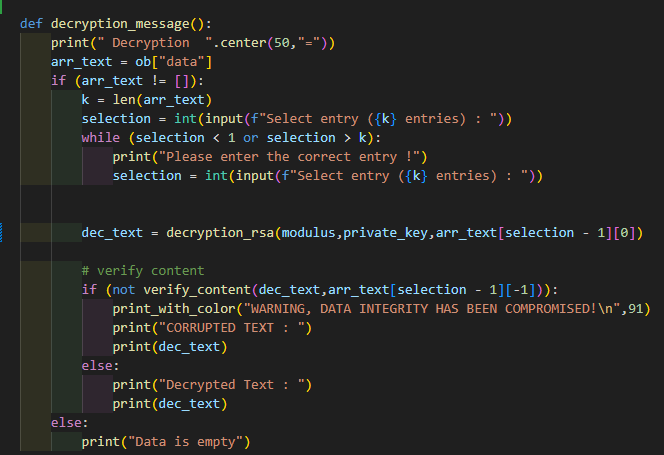 def decryption_message():
    print(" Decryption  ".center(50,"="))
    arr_text = ob["data"]
    if (arr_text != []):
        k = len(arr_text)
        selection = int(input(f"Select entry ({k} entries) : "))
        while (selection < 1 or selection > k):
            print("Please enter the correct entry !")
            selection = int(input(f"Select entry ({k} entries) : "))
        dec_text = decryption_rsa(modulus,private_key,arr_text[selection - 1][0])
        # verify content
        if (not verify_content(dec_text,arr_text[selection - 1][-1])):
            print_with_color("WARNING, DATA INTEGRITY HAS BEEN COMPROMISED!\n",91)
            print("CORRUPTED TEXT : ")
            print(dec_text)
        else:
            print("Decrypted Text : ")
            print(dec_text)
    else:
        print("Data is empty")